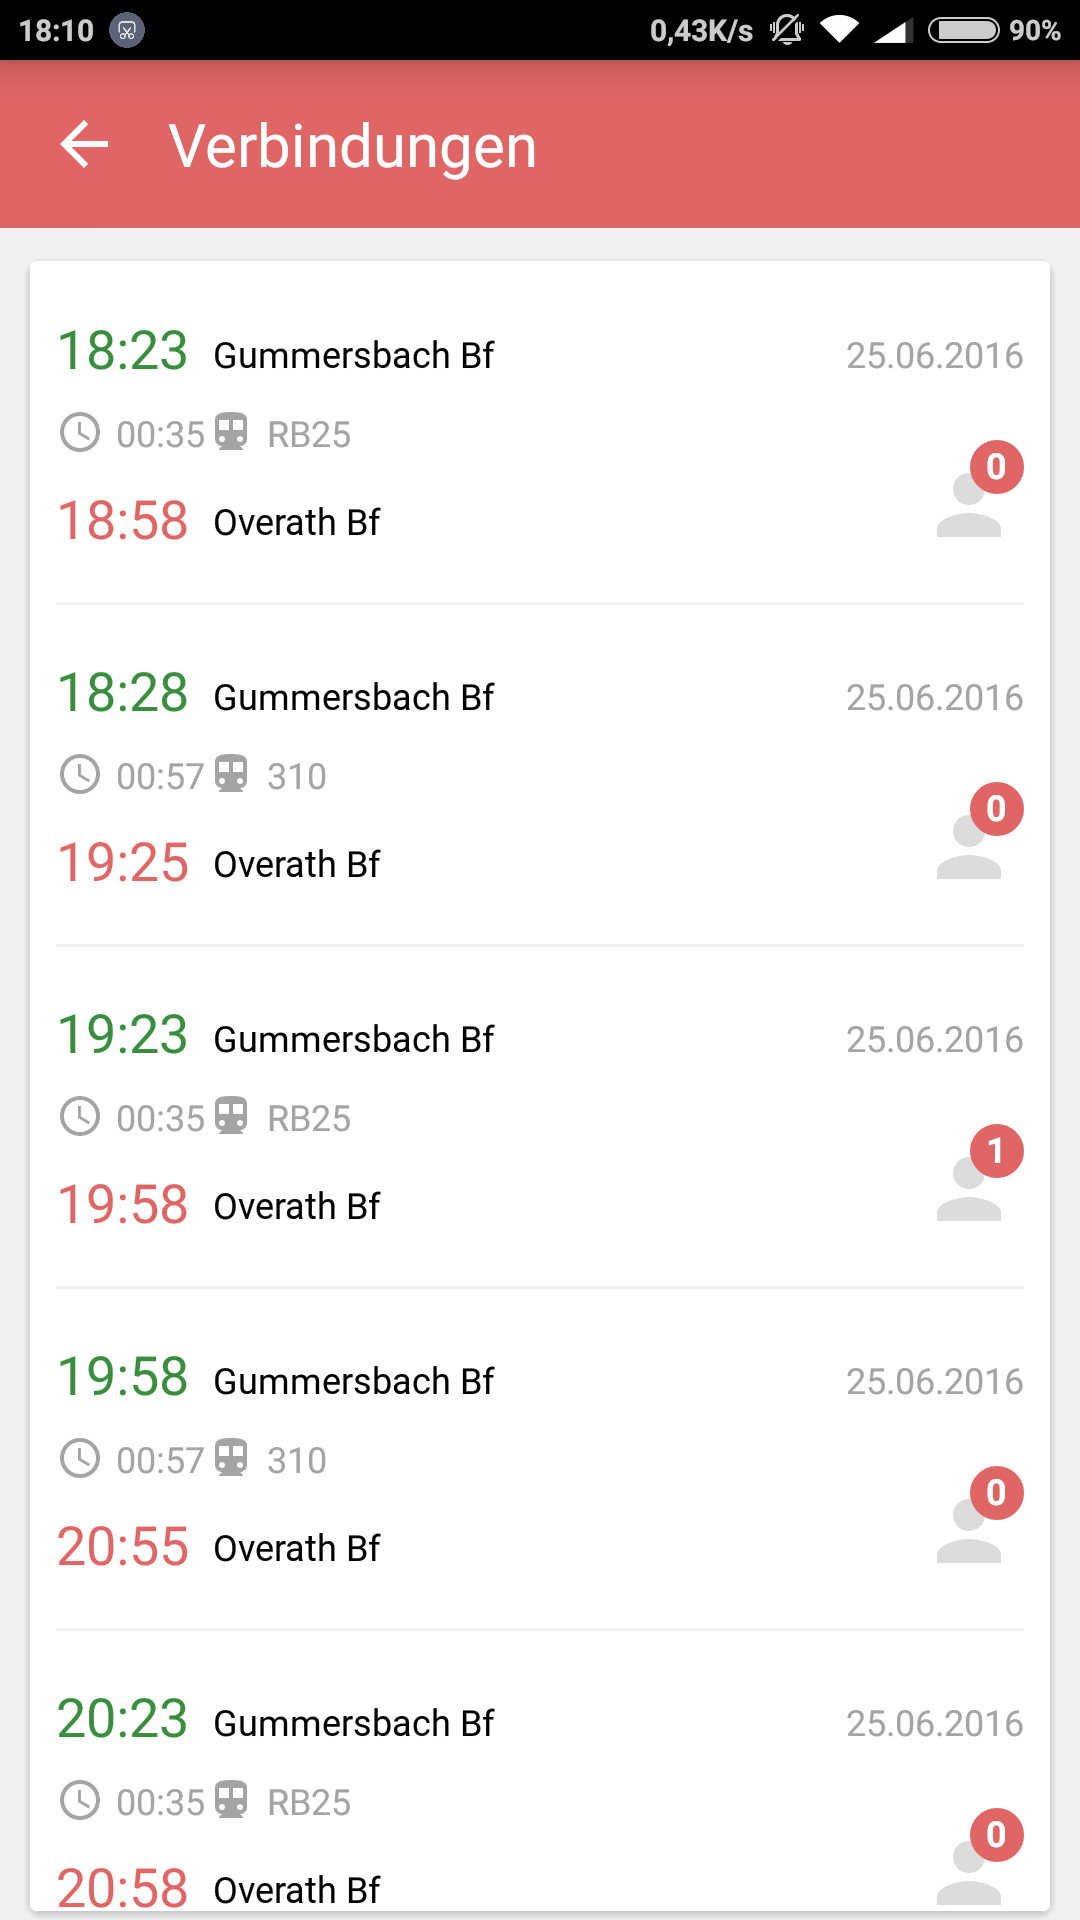 18:10 0,43K/s 90%
Verbindungen
18:23 Gummersbach Bf 25.06.2016
00:35 RB25
0
18:58 Overath Bf
18:28 Gummersbach Bf 25.06.2016
00:57 310
0
19:25 Overath Bf
19:23 Gummersbach Bf 25.06.2016
00:35 RB25
1
19:58 Overath Bf
19:58 Gummersbach Bf 25.06.2016
00:57 310
0
20:55 Overath Bf
20:23 Gummersbach Bf 25.06.2016
00:35 RB25
0
20:58 Overath Bf